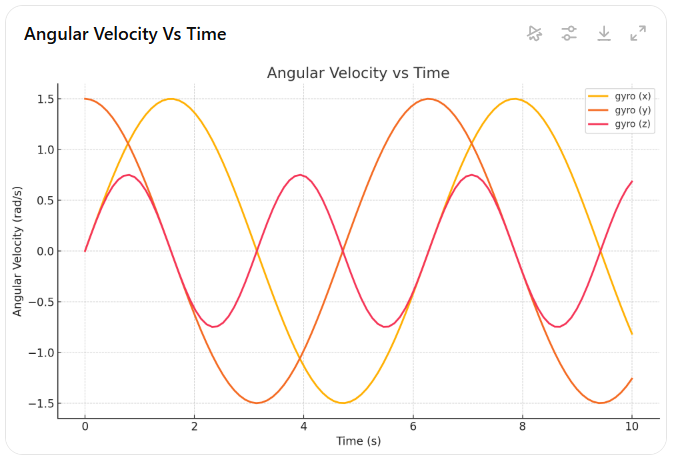 Angular Velocity Vs Time
Angular Velocity vs Time
gyro (x)
gyro (y)
gyro (z)
Angular Velocity (rad/s)
1.5
1.0
0.5
0.0
−0.5
−1.0
−1.5
0 2 4 6 8 10
Time (s)